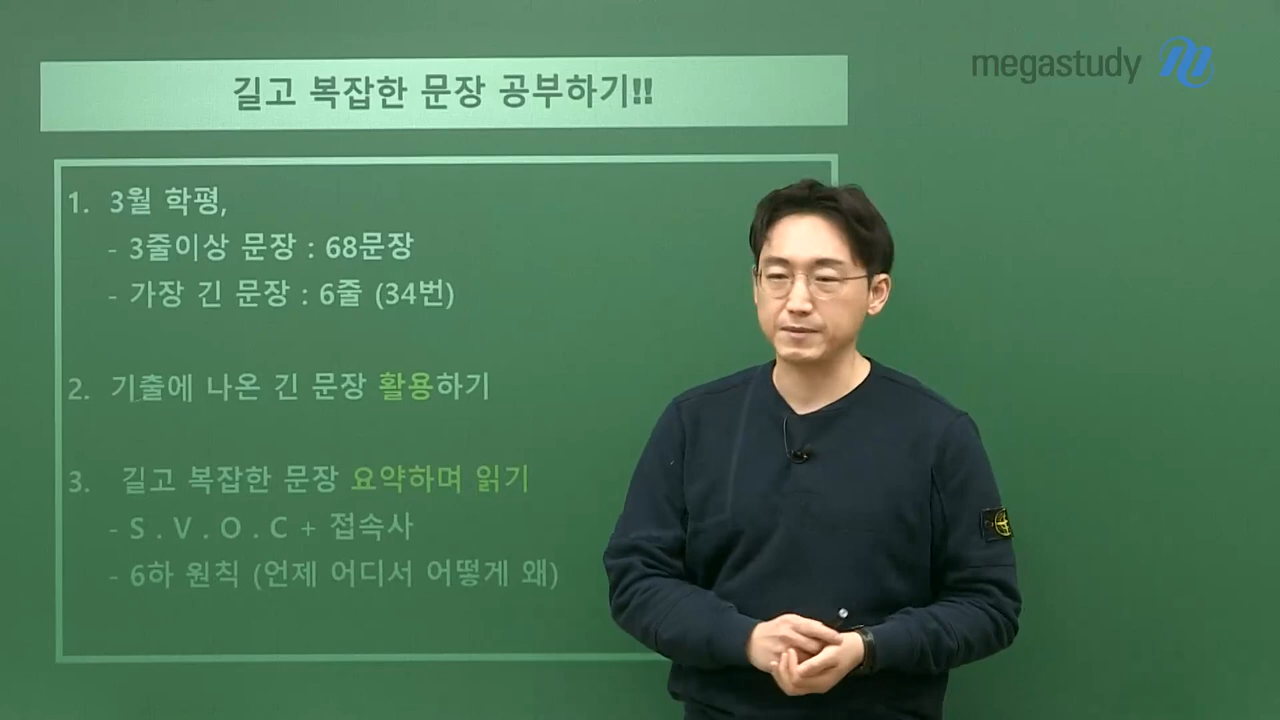 megastudy
길고 복잡한 문장 공부하기!!
1. 3월 학평,
- 3줄이상 문장 : 68문장
- 가장 긴 문장 : 6줄 (34번)
2. 기출에 나온 긴 문장 활용하기
3. 길고 복잡한 문장 요약하며 읽기
- S . V . O . C + 접속사
- 6하 원칙 (언제 어디서 어떻게 왜)